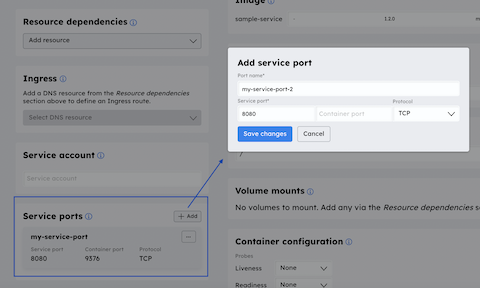 Resource dependencies
Add resource
Ingress
Add a DNS resource from the Resource dependencies
section above to define an Ingress route.
Select DNS resource
Service account
Service account
Service ports
Add
my-service-port
Service port Container port Protocol
8080 9376 TCP
Image
sample-service 1.3.0
Add service port
Port name*
my-service-port-2
Service port* Protocol
8080 Container port TCP
Save changes Cancel
Volume mounts
No volumes to mount. Add any via the Resource dependencies s
Container configuration
Probes
Liveness None
Readiness None